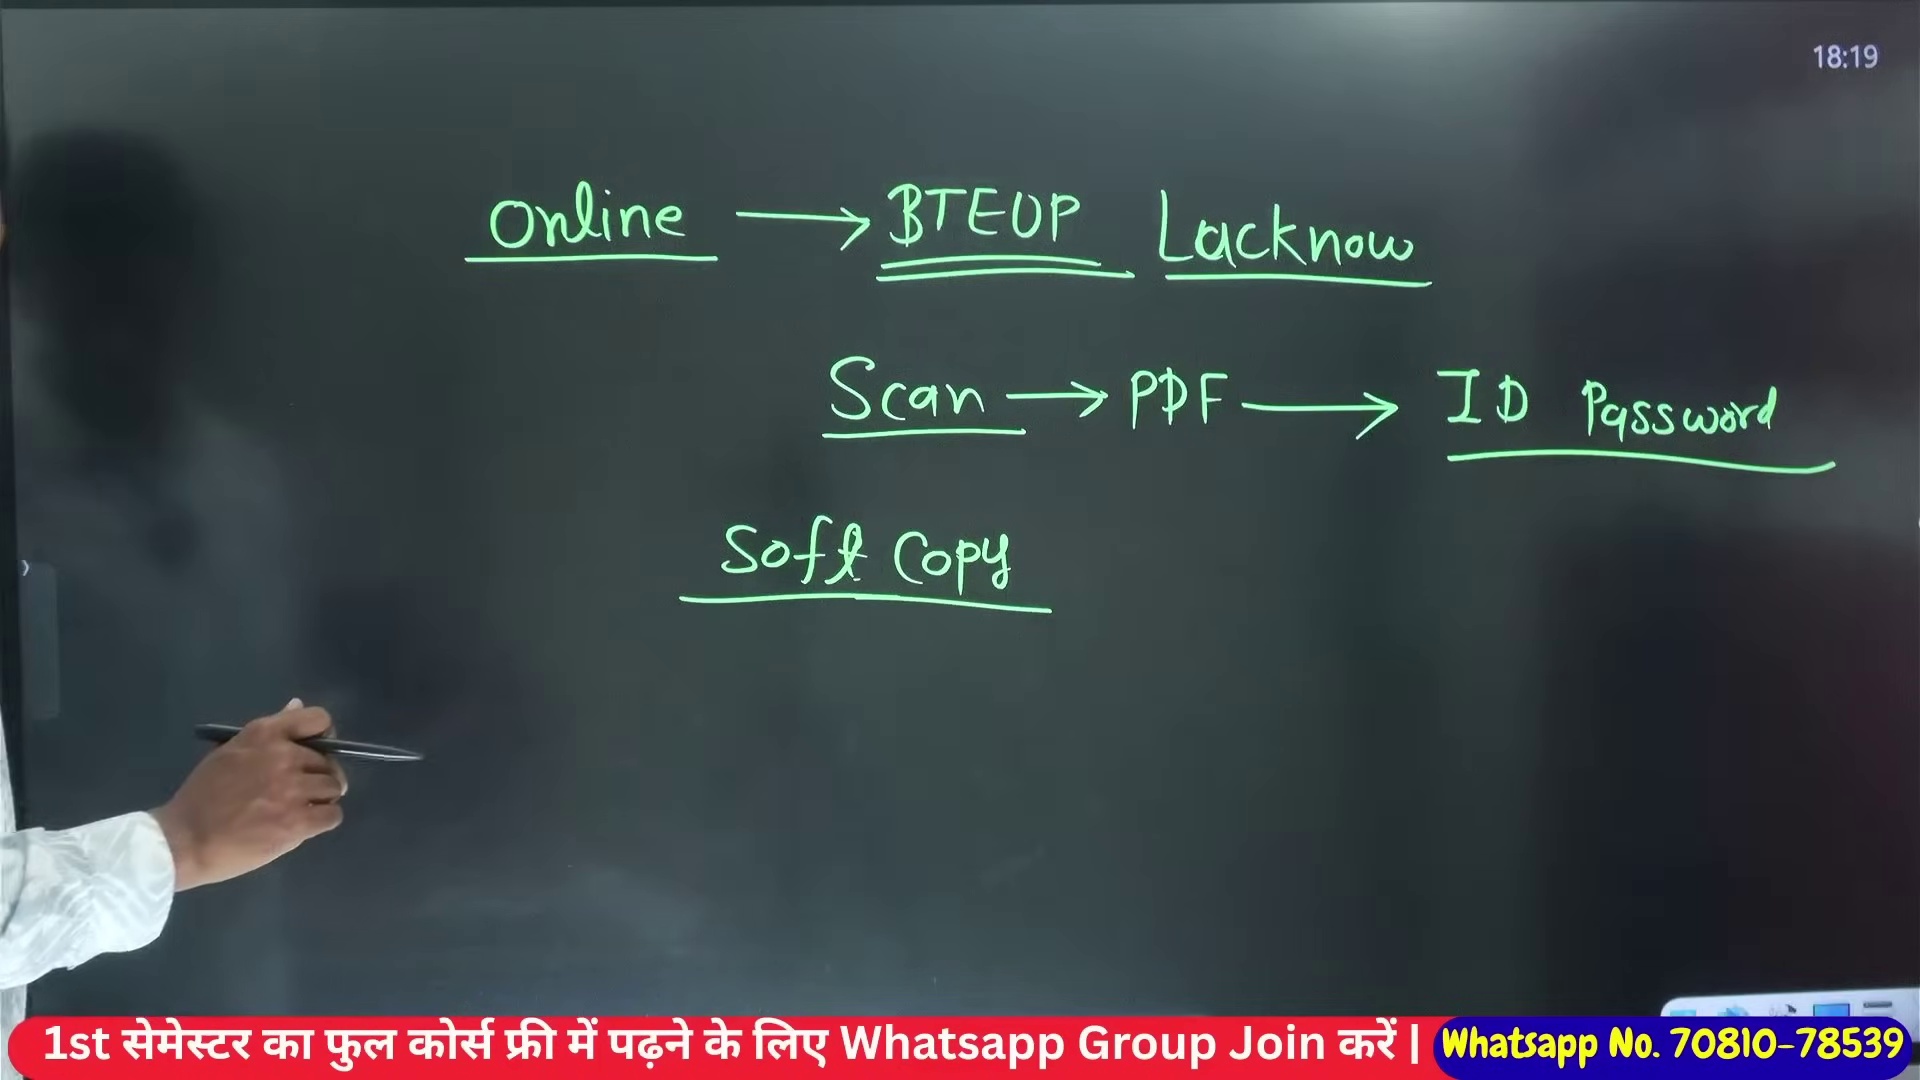 18:19
Online → BTEUP Lacknow
Scan → PDF → ID Password
Soft Copy
1st सेमेस्टर का फुल कोर्स फ्री में पढ़ने के लिए Whatsapp Group Join करें | Whatsapp No. 70810-78539